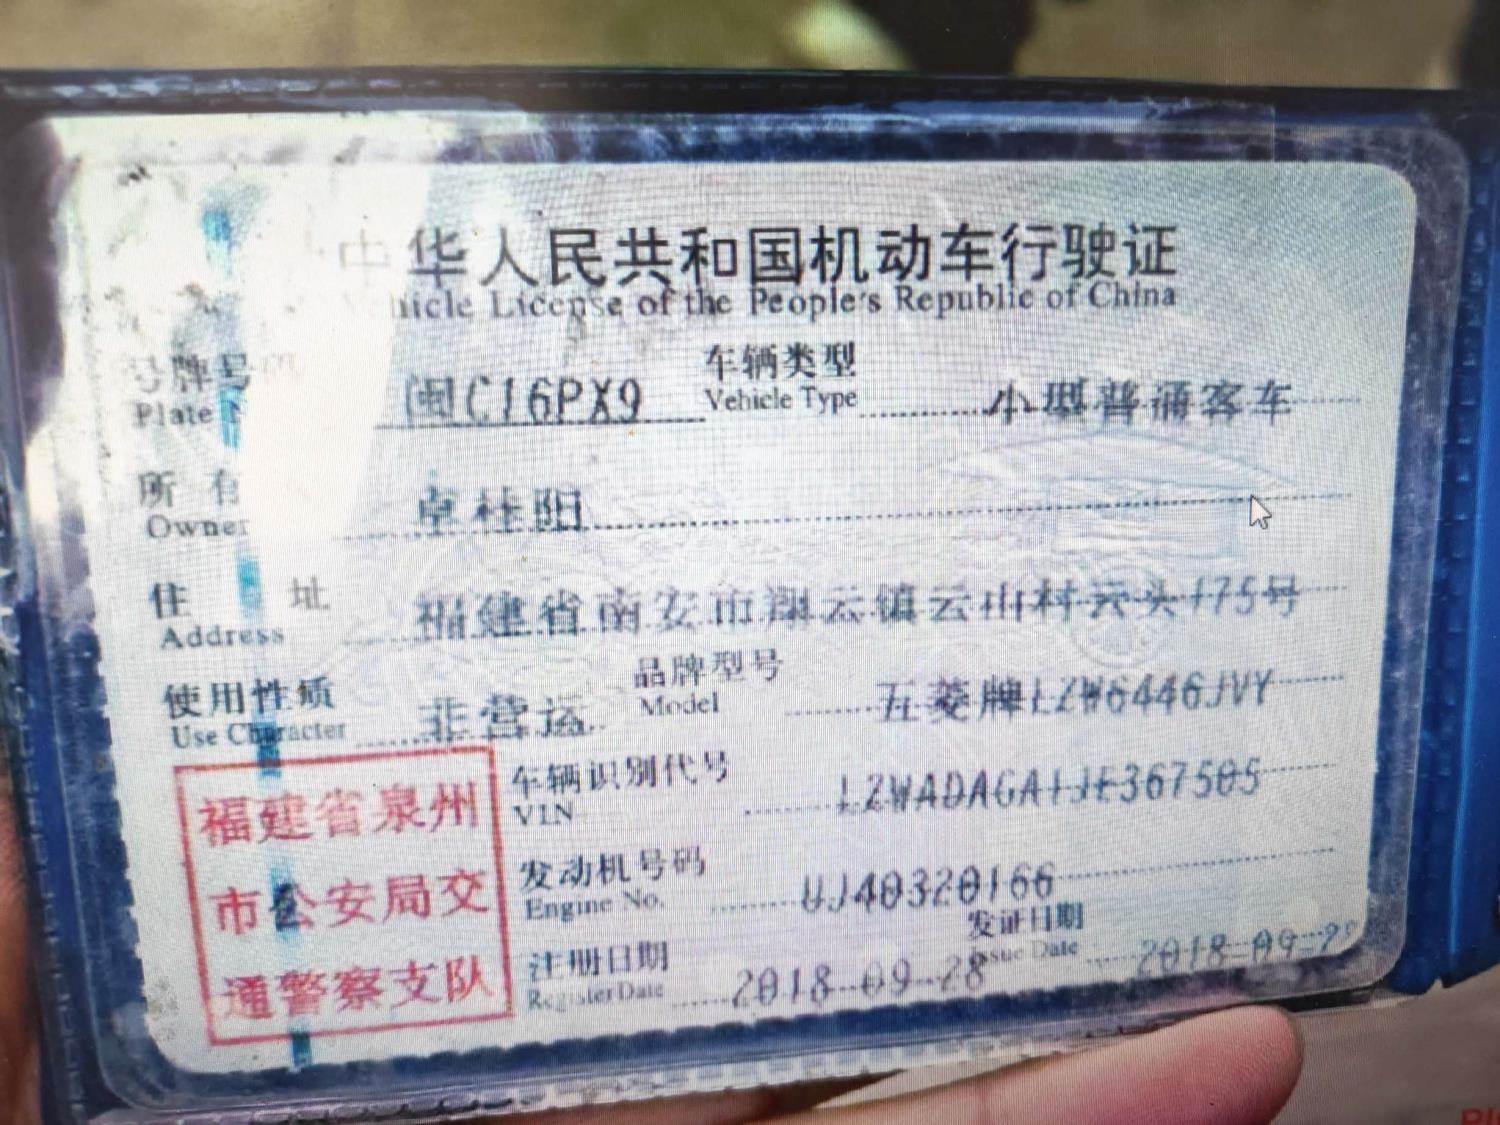 中华人民共和国机动车行驶证
Vehicle License of the People's Republic of China
号牌号码 闽C16PX9 车辆类型 小型普通客车
Plate Vehicle Type
所有 卓桂阳
Owner
住 址 福建省南安市翔云镇云山村云头175号
Address
使用性质 非营运 品牌型号 五菱牌LZW6446JVY
Use Character Model
车辆识别代号 LZWADAGA1JE367505
VIN
发动机号码 UJ40320166
Engine No.
注册日期 2018-09-28 发证日期 2018-09-
Register Date Issue Date
福建省泉州
市公安局交
通警察支队